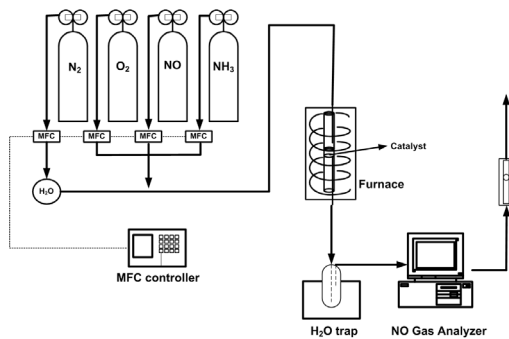 N₂
O₂
NO
NH₃
MFC
MFC
MFC
MFC
H₂O
Catalyst
Furnace
MFC controller
H₂O trap
NO Gas Analyzer